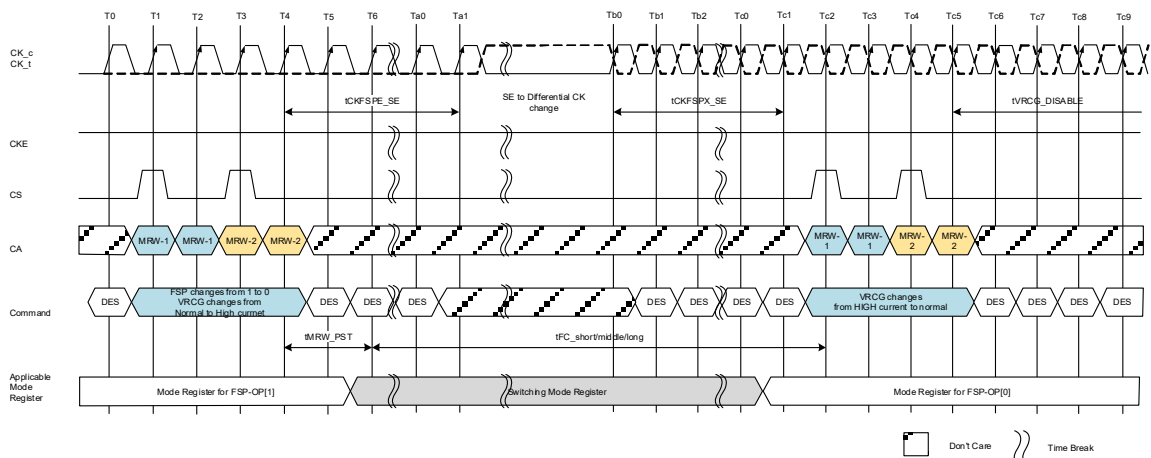 T0 T1 T2 T3 T4 T5 T6 Ta0 Ta1 Tb0 Tb1 Tb2 Tc0 Tc1 Tc2 Tc3 Tc4 Tc5 Tc6 Tc7 Tc8 Tc9
CK_c
CK_t
tCKFSPE_SE
SE to Differential CK
change
tCKFSPX_SE
tVRCG_DISABLE
CKE
CS
CA
MRW-1 MRW-1 MRW-2 MRW-2
MRW-
1
MRW-
1
MRW-
2
MRW-
2
Command
DES
FSP changes from 1 to 0
VRCG changes from
Normal to High curmet
DES DES DES DES DES DES DES
VRCG changes
from HIGH current to normal
DES DES DES DES
tMRW_PST
tFC_short/middle/long
Applicable
Mode
Register
Mode Register for FSP-OP[1]
Switching Mode Register
Mode Register for FSP-OP[0]
Don't Care
Time Break